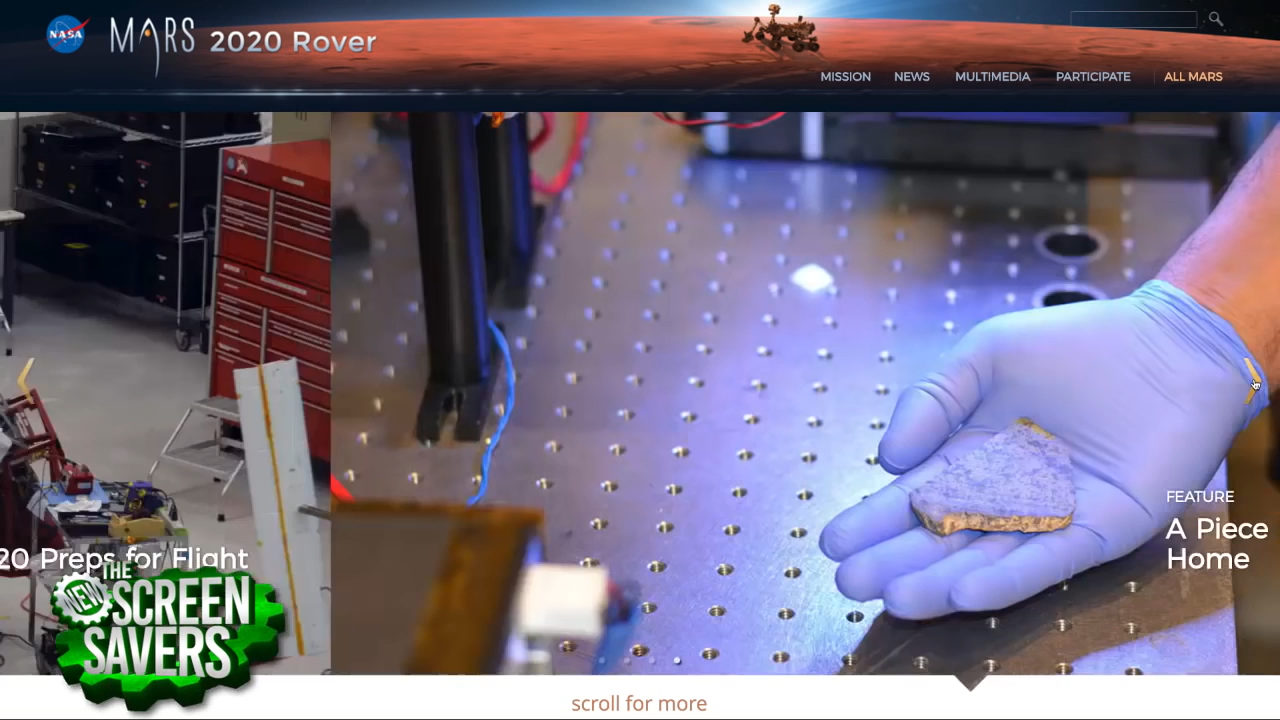 NASA
MARS 2020 Rover
MISSION NEWS MULTIMEDIA PARTICIPATE ALL MARS
FEATURE
A Piece
Home
20 Preps for Flight
THE
NEW SCREEN
SAVERS
scroll for more